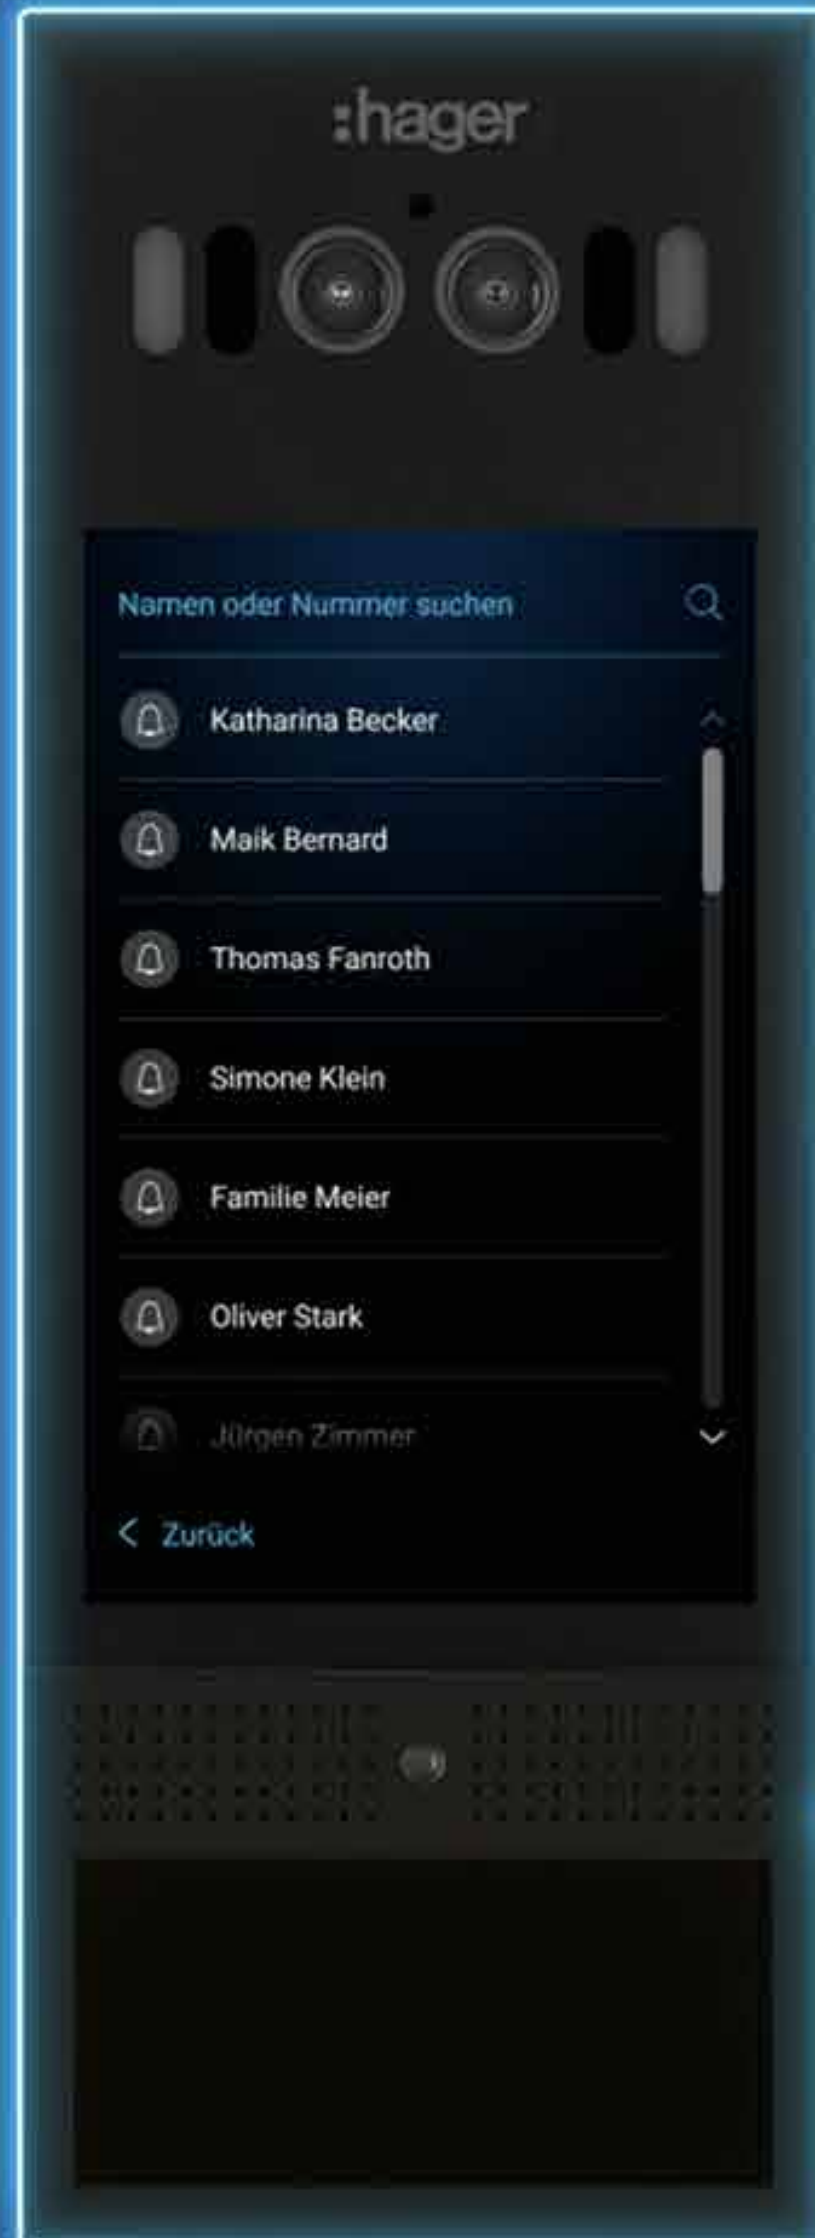 :hager
Namen oder Nummer suchen
Katharina Becker
Maik Bernard
Thomas Fanroth
Simone Klein
Familie Meier
Oliver Stark
Jürgen Zimmer
Zurück